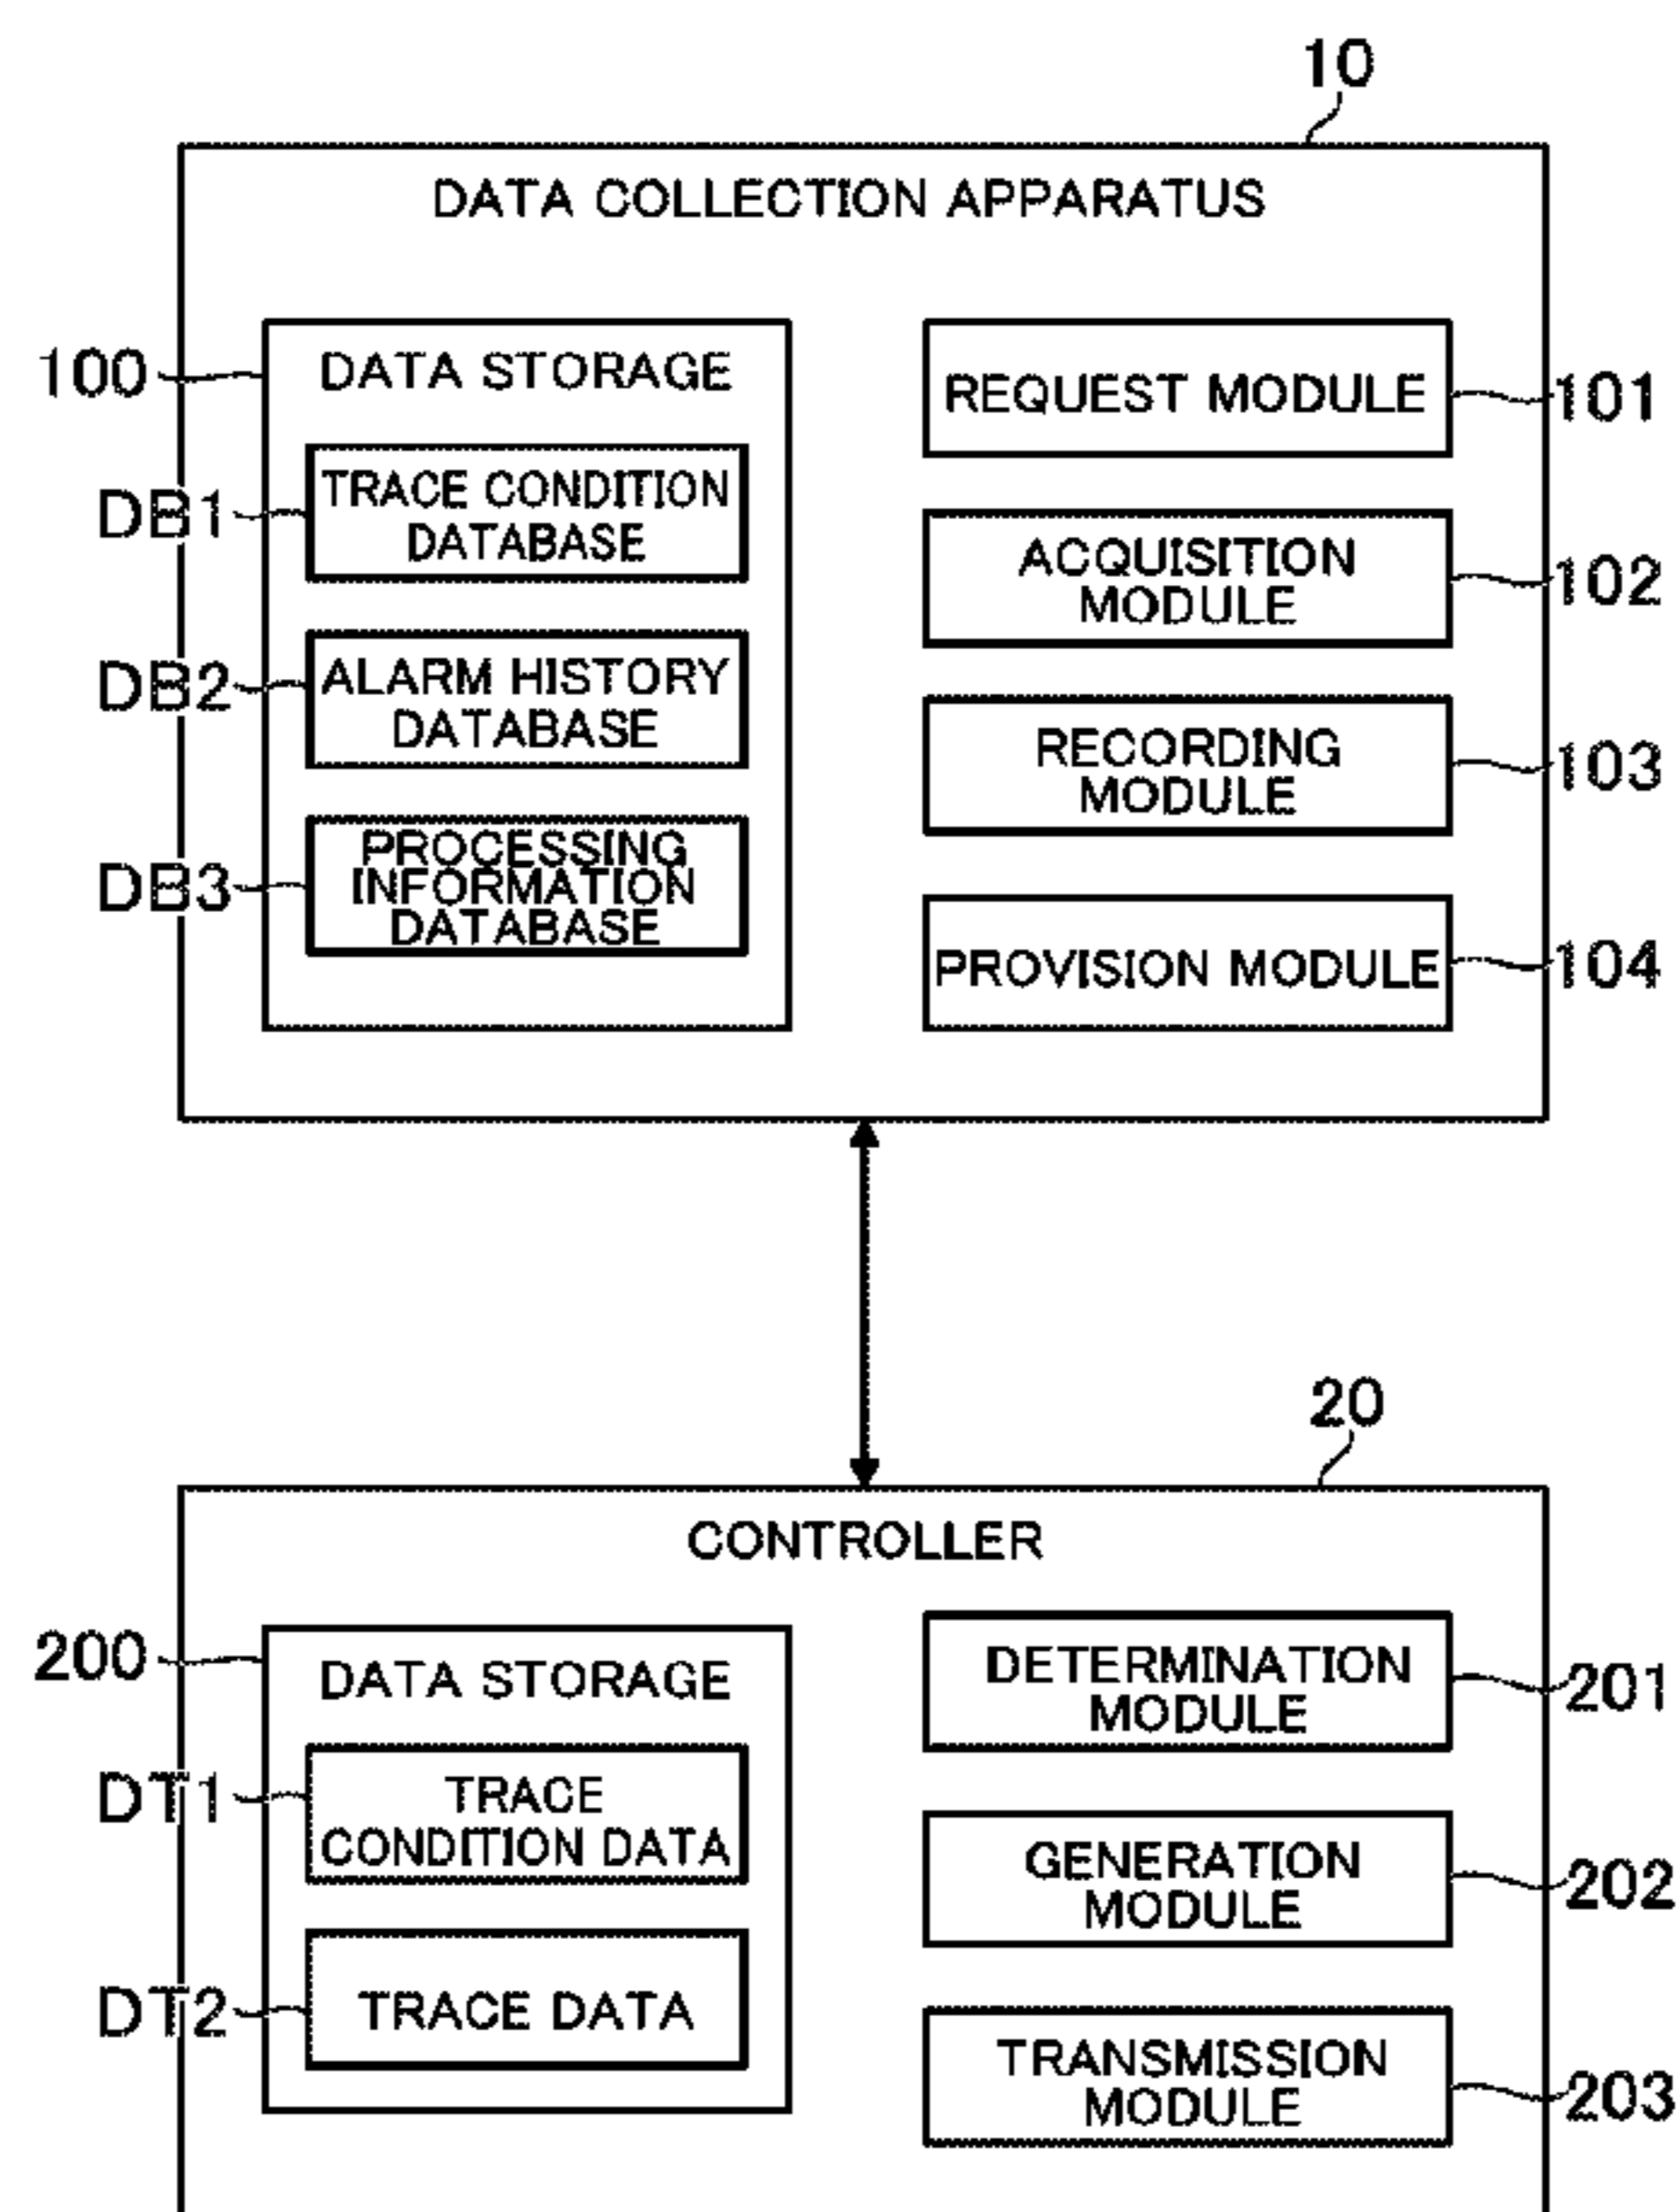 10
DATA COLLECTION APPARATUS
100
DATA STORAGE
DB1
TRACE CONDITION
DATABASE
DB2
ALARM HISTORY
DATABASE
DB3
PROCESSING
INFORMATION
DATABASE
REQUEST MODULE
101
ACQUISITION
MODULE
102
RECORDING
MODULE
103
PROVISION MODULE
104
20
CONTROLLER
200
DATA STORAGE
DT1
TRACE
CONDITION DATA
DT2
TRACE DATA
DETERMINATION
MODULE
201
GENERATION
MODULE
202
TRANSMISSION
MODULE
203